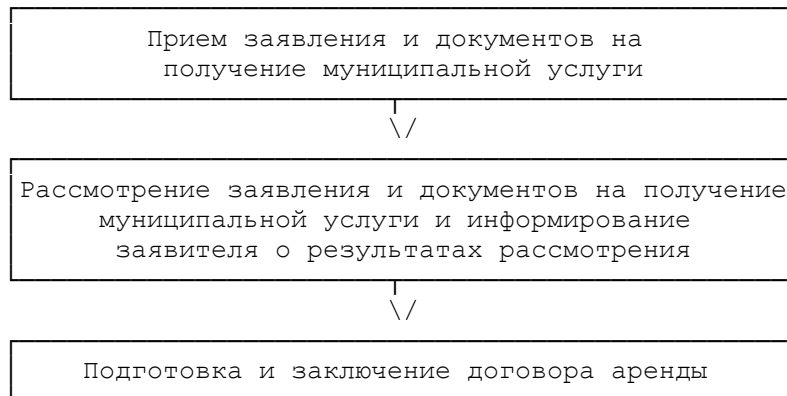 Прием заявления и документов на
получение муниципальной услуги
\/
Рассмотрение заявления и документов на получение
муниципальной услуги и информирование
заявителя о результатах рассмотрения
\/
Подготовка и заключение договора аренды